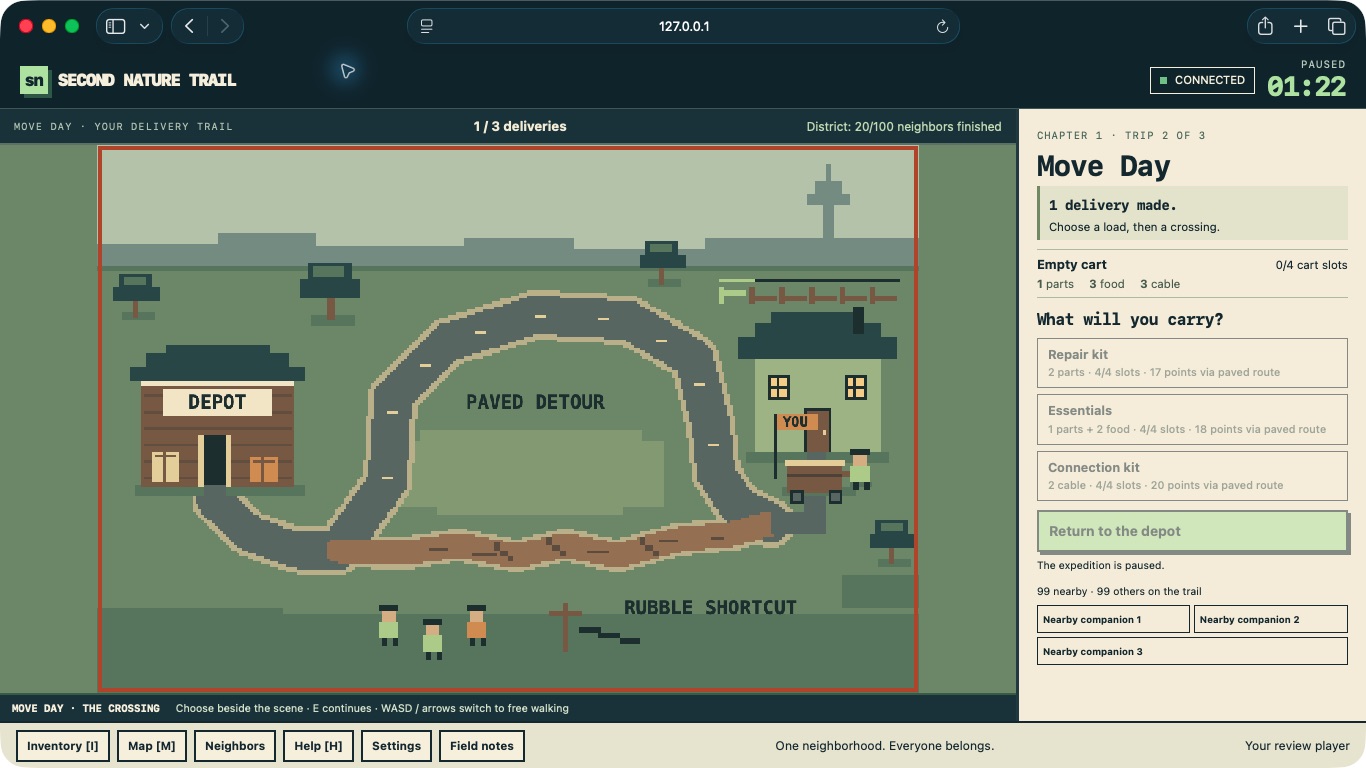 127.0.0.1
sn SECOND NATURE TRAIL
CONNECTED
PAUSED
01:22
MOVE DAY · YOUR DELIVERY TRAIL
1 / 3 deliveries
District: 20/100 neighbors finished
DEPOT
PAVED DETOUR
YOU
RUBBLE SHORTCUT
MOVE DAY · THE CROSSING
Choose beside the scene · E continues · WASD / arrows switch to free walking
CHAPTER 1 · TRIP 2 OF 3
Move Day
1 delivery made.
Choose a load, then a crossing.
Empty cart
0/4 cart slots
1 parts 3 food 3 cable
What will you carry?
Repair kit
2 parts · 4/4 slots · 17 points via paved route
Essentials
1 parts + 2 food · 4/4 slots · 18 points via paved route
Connection kit
2 cable · 4/4 slots · 20 points via paved route
Return to the depot
The expedition is paused.
99 nearby · 99 others on the trail
Nearby companion 1
Nearby companion 2
Nearby companion 3
Inventory [I]
Map [M]
Neighbors
Help [H]
Settings
Field notes
One neighborhood. Everyone belongs.
Your review player